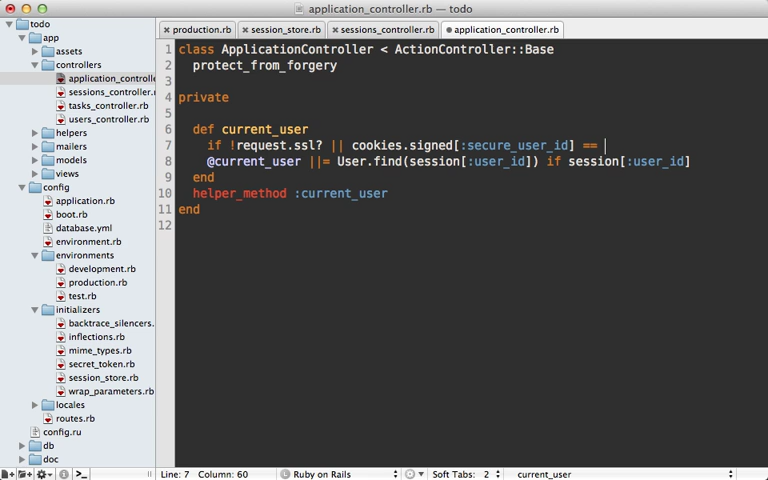 application_controller.rb — todo
todo
app
assets
controllers
application_controlle
sessions_controller.rb
tasks_controller.rb
users_controller.rb
helpers
mailers
models
views
config
application.rb
boot.rb
database.yml
environment.rb
environments
development.rb
production.rb
test.rb
initializers
backtrace_silencers.
inflections.rb
mime_types.rb
secret_token.rb
session_store.rb
wrap_parameters.rb
locales
routes.rb
config.ru
db
doc
production.rb session_store.rb sessions_controller.rb application_controller.rb
1 class ApplicationController < ActionController::Base
2 protect_from_forgery
3
4 private
5
6 def current_user
7 if !request.ssl? || cookies.signed[:secure_user_id] ==
8 @current_user ||= User.find(session[:user_id]) if session[:user_id]
9 end
10 helper_method :current_user
11 end
12
Line: 7 Column: 60 Ruby on Rails Soft Tabs: 2 current_user